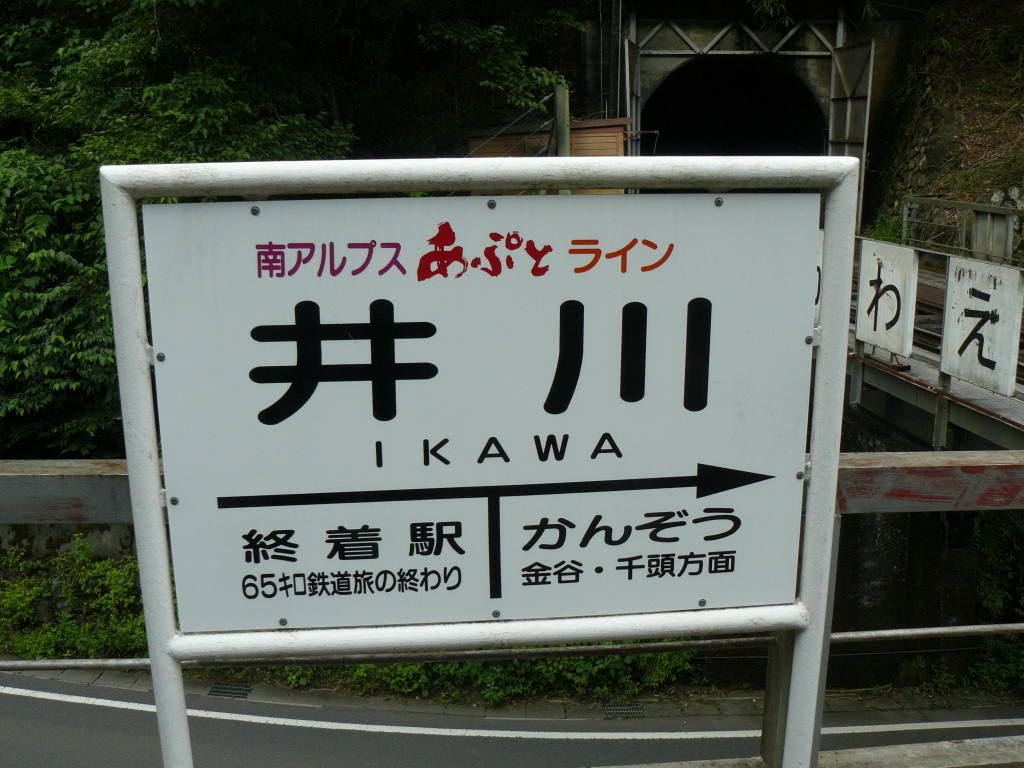 南アルプスあぷとライン
井川
IKAWA
終着駅
65キロ鉄道旅の終わり
かんぞう
金谷・千頭方面
わ
え゛